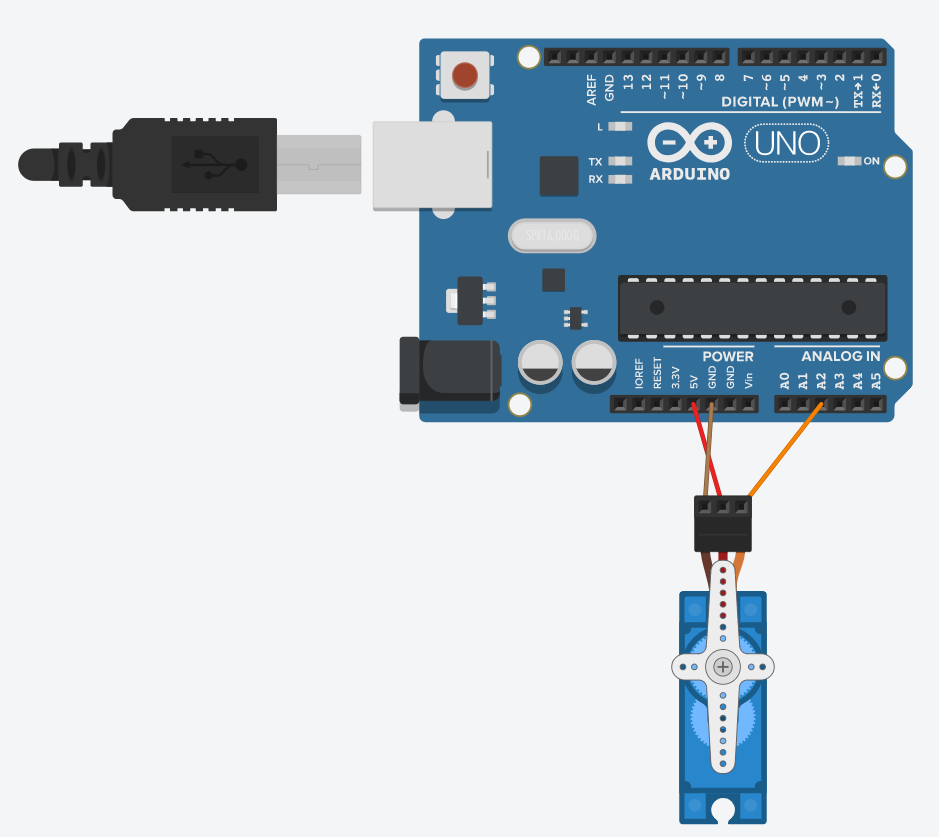 AREF
GND
13
12
~11
~10
~9
8
7
~6
~5
4
~3
2
TX→1
RX←0
DIGITAL (PWM~)
L
TX
RX
UNO
ON
ARDUINO
SPK16.000G
POWER
ANALOG IN
IOREF
RESET
3.3V
5V
GND
GND
Vin
A0
A1
A2
A3
A4
A5